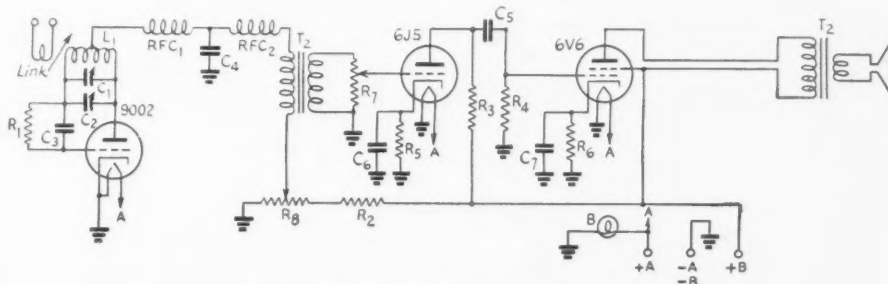 L1
RFC1
RFC2
C4
T2
6J5
C5
6V6
T2
Link
C1
C2
9002
R1
C3
A
R7
C6
R5
A
R3
R4
C7
R6
A
R8
R2
B
A
+A
-A
-B
+B